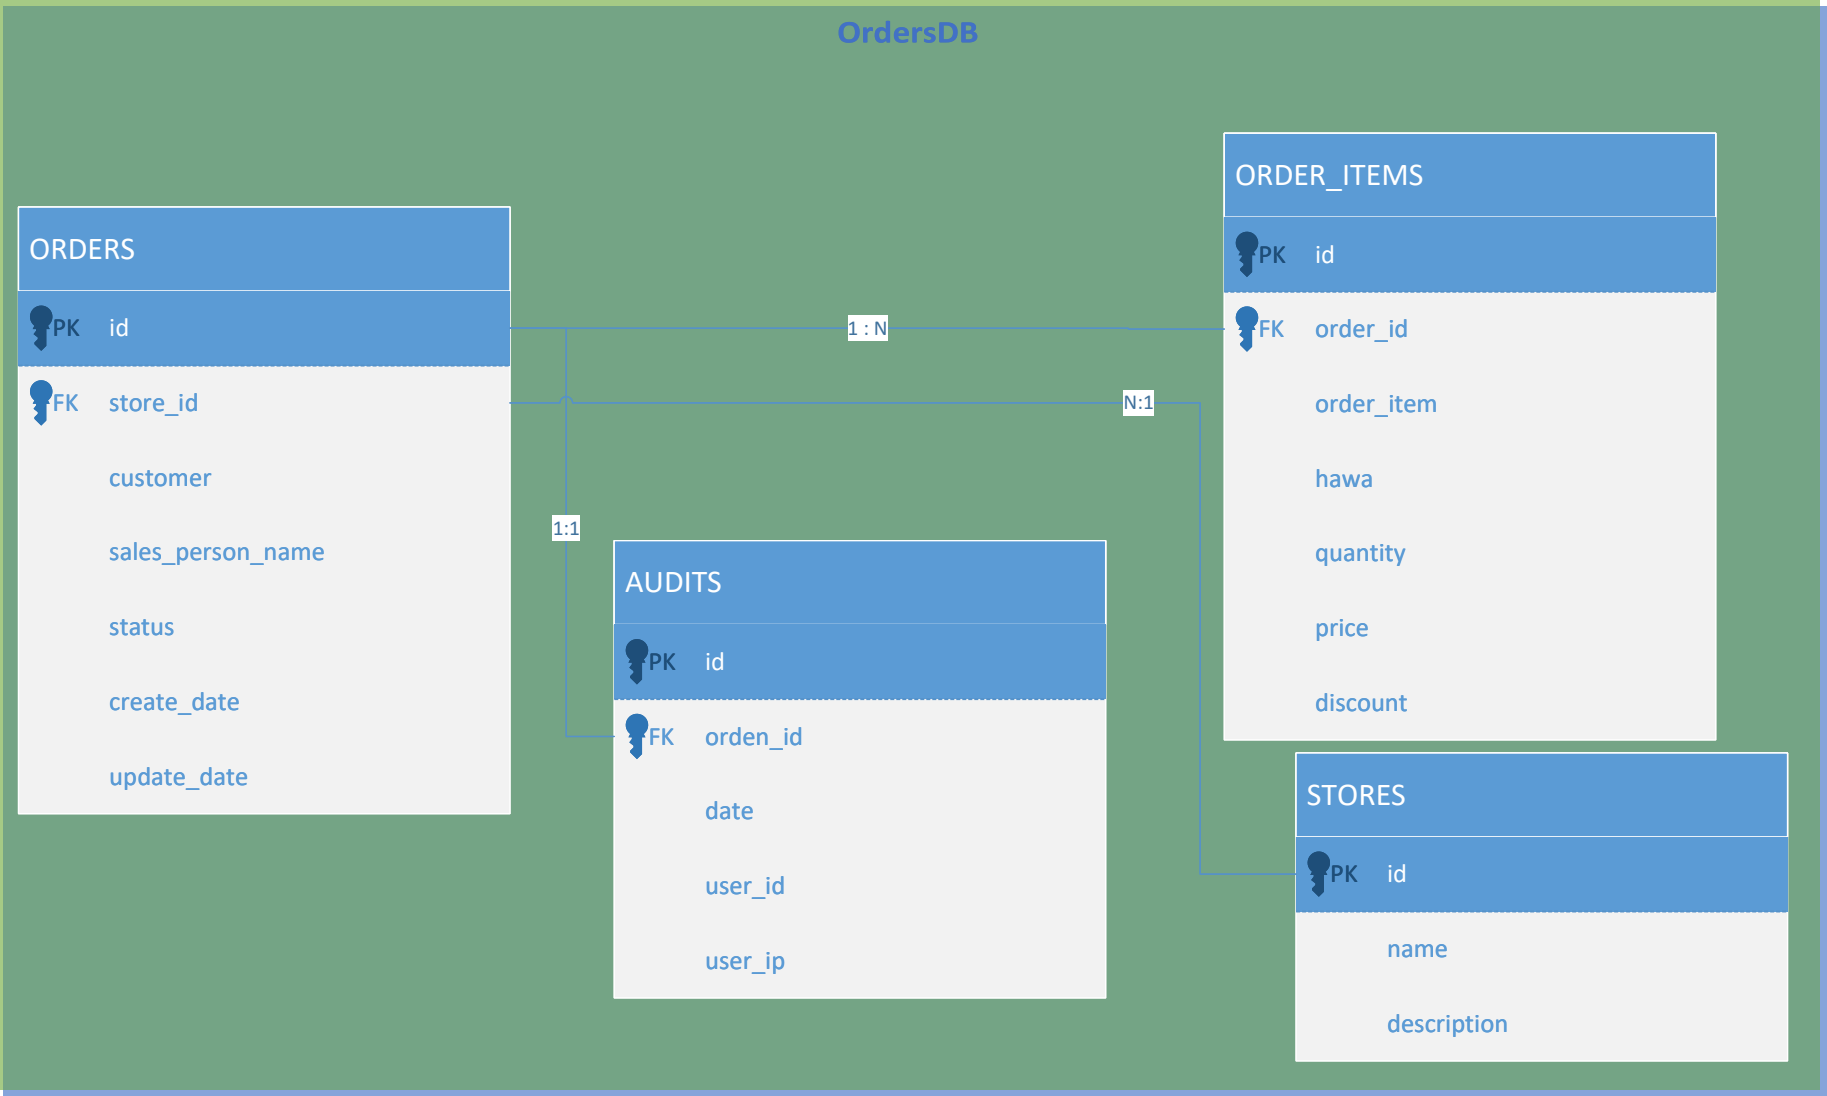 OrdersDB
ORDERS
PK id
FK store_id
customer
sales_person_name
status
create_date
update_date
1 : N
N:1
1:1
AUDITS
PK id
FK orden_id
date
user_id
user_ip
ORDER_ITEMS
PK id
FK order_id
order_item
hawa
quantity
price
discount
STORES
PK id
name
description